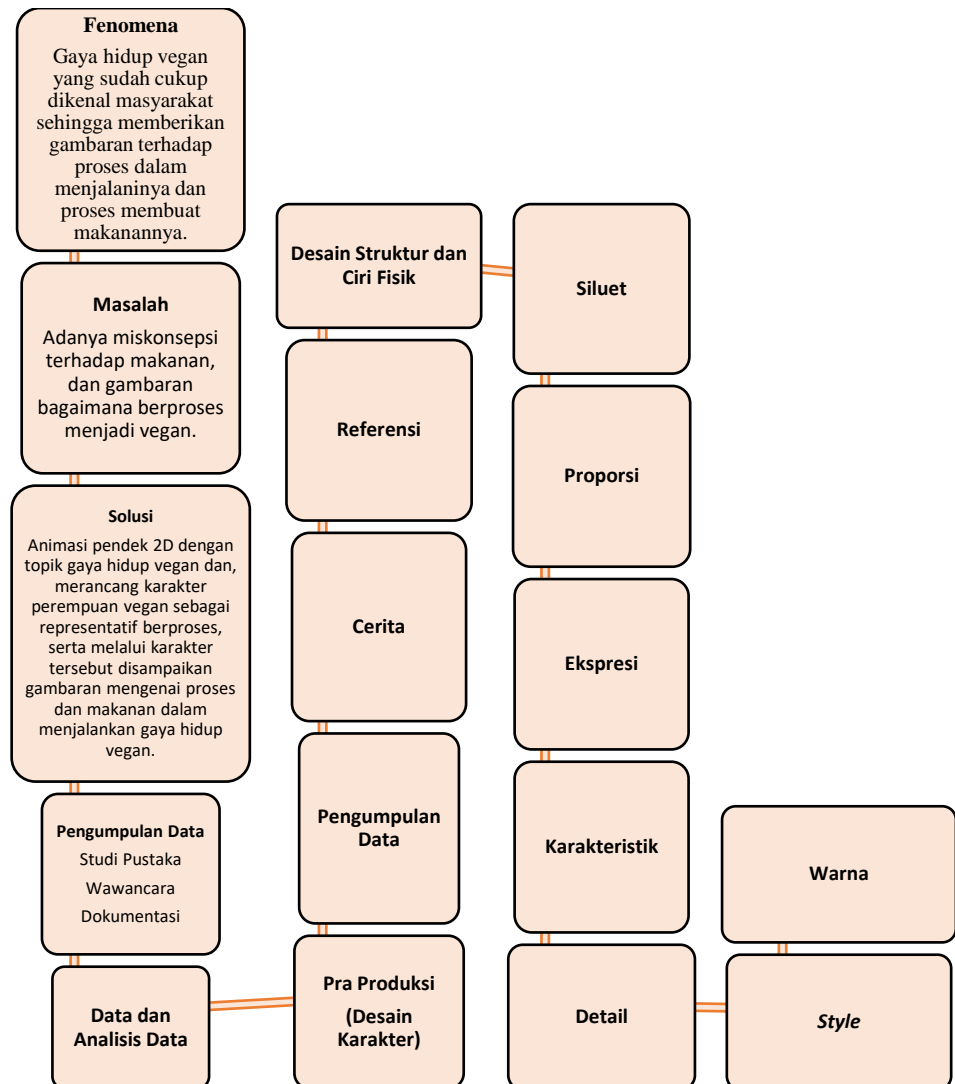 Fenomena
Gaya hidup vegan
yang sudah cukup
dikenal masyarakat
sehingga memberikan
gambaran terhadap
proses dalam
menjalaninya dan
proses membuat
makanannya.
Masalah
Adanya miskonsepsi
terhadap makanan,
dan gambaran
bagaimana berproses
menjadi vegan.
Solusi
Animasi pendek 2D dengan
topik gaya hidup vegan dan,
merancang karakter
perempuan vegan sebagai
representatif berproses,
serta melalui karakter
tersebut disampaikan
gambaran mengenai proses
dan makanan dalam
menjalankan gaya hidup
vegan.
Pengumpulan Data
Studi Pustaka
Wawancara
Dokumentasi
Data dan
Analisis Data
Pra Produksi
(Desain
Karakter)
Pengumpulan
Data
Cerita
Referensi
Desain Struktur dan
Ciri Fisik
Siluet
Proporsi
Ekspresi
Karakteristik
Detail
Style
Warna